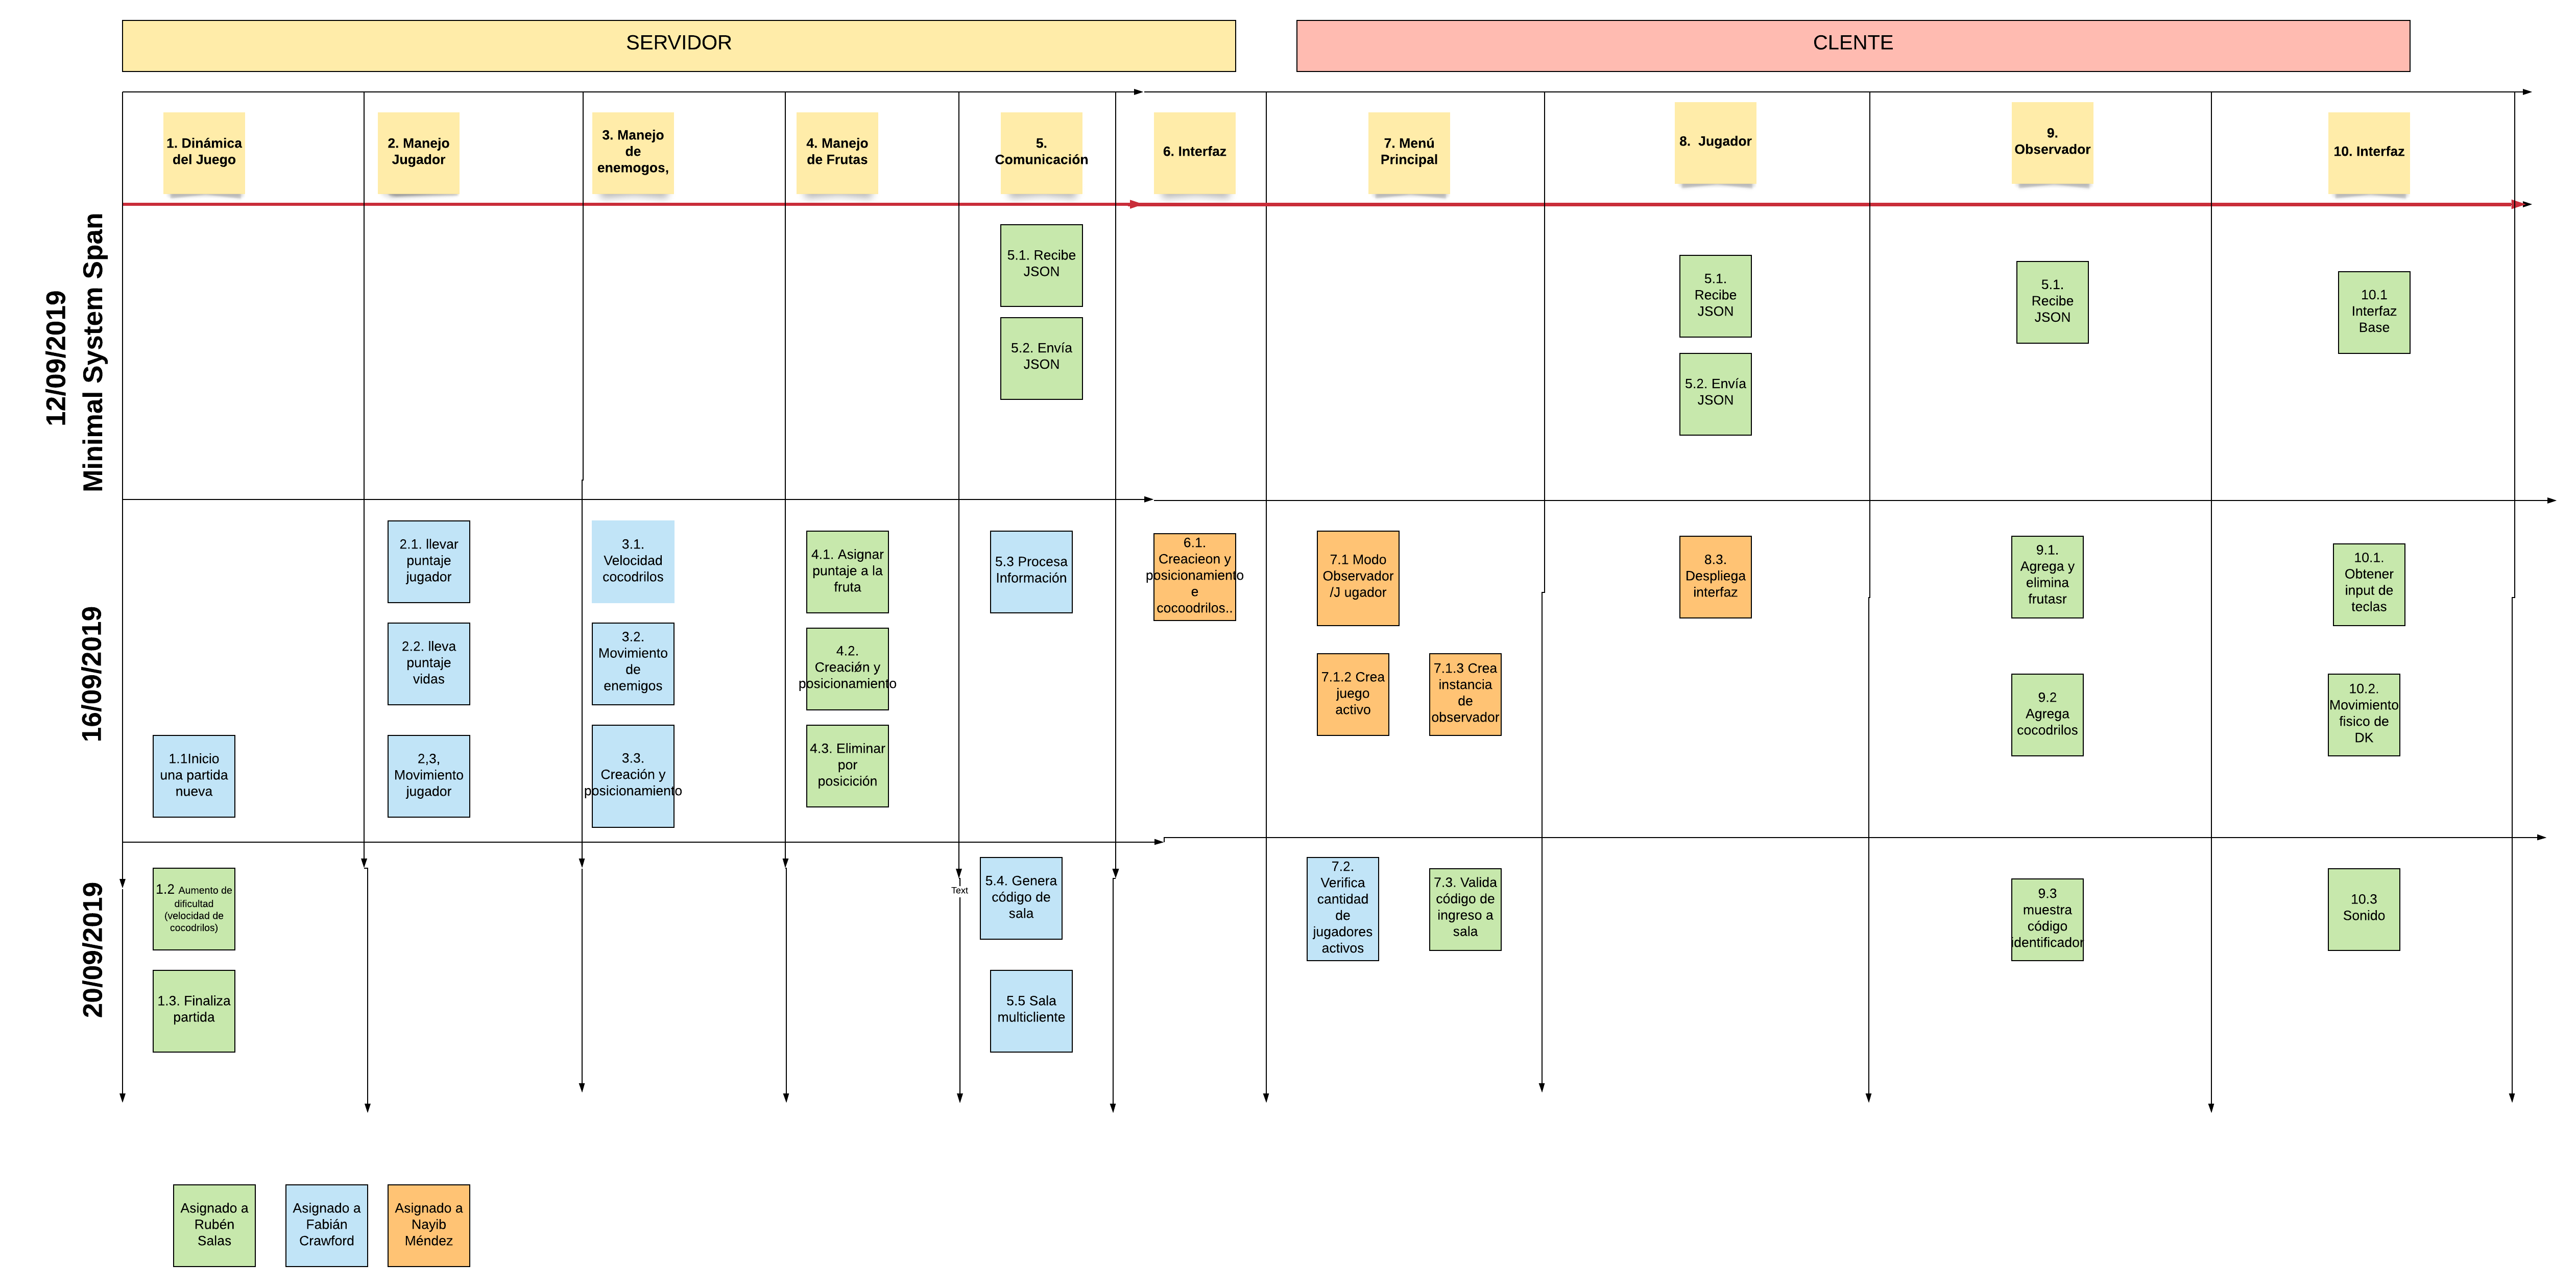 SERVIDOR
CLENTE
1. Dinámica
del Juego
2. Manejo
Jugador
3. Manejo
de
enemogos,
4. Manejo
de Frutas
5.
Comunicación
6. Interfaz
7. Menú
Principal
8.  Jugador
9.
Observador
10. Interfaz
12/09/2019
Minimal System Span
5.1. Recibe
JSON
5.2. Envía
JSON
5.1.
Recibe
JSON
5.2. Envía
JSON
5.1.
Recibe
JSON
10.1
Interfaz
Base
16/09/2019
1.1Inicio
una partida
nueva
2.1. llevar
puntaje
jugador
2.2. lleva
puntaje
vidas
2,3,
Movimiento
jugador
3.1.
Velocidad
cocodrilos
3.2.
Movimiento
de
enemigos
3.3.
Creación y
posicionamiento
4.1. Asignar
puntaje a la
fruta
4.2.
Creaciøn y
posicionamiento
4.3. Eliminar
por
posicición
5.3 Procesa
Información
6.1.
Creacieon y
posicionamiento
e
cocoodrilos..
7.1 Modo
Observador
/J ugador
7.1.2 Crea
juego
activo
7.1.3 Crea
instancia
de
observador
8.3.
Despliega
interfaz
9.1.
Agrega y
elimina
frutasr
9.2
Agrega
cocodrilos
10.1.
Obtener
input de
teclas
10.2.
Movimiento
fisico de
DK
20/09/2019
1.2 Aumento de
dificultad
(velocidad de
cocodrilos)
1.3. Finaliza
partida
Text
5.4. Genera
código de
sala
5.5 Sala
multicliente
7.2.
Verifica
cantidad
de
jugadores
activos
7.3. Valida
código de
ingreso a
sala
9.3
muestra
código
identificador
10.3
Sonido
Asignado a
Rubén
Salas
Asignado a
Fabián
Crawford
Asignado a
Nayib
Méndez